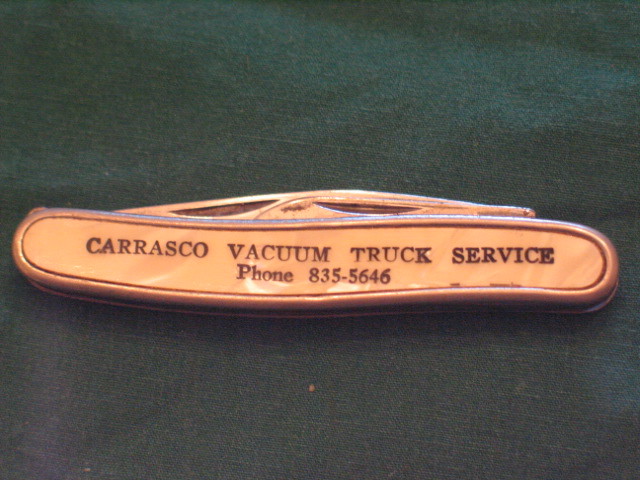 CARRASCO VACUUM TRUCK SERVICE
Phone 835-5646